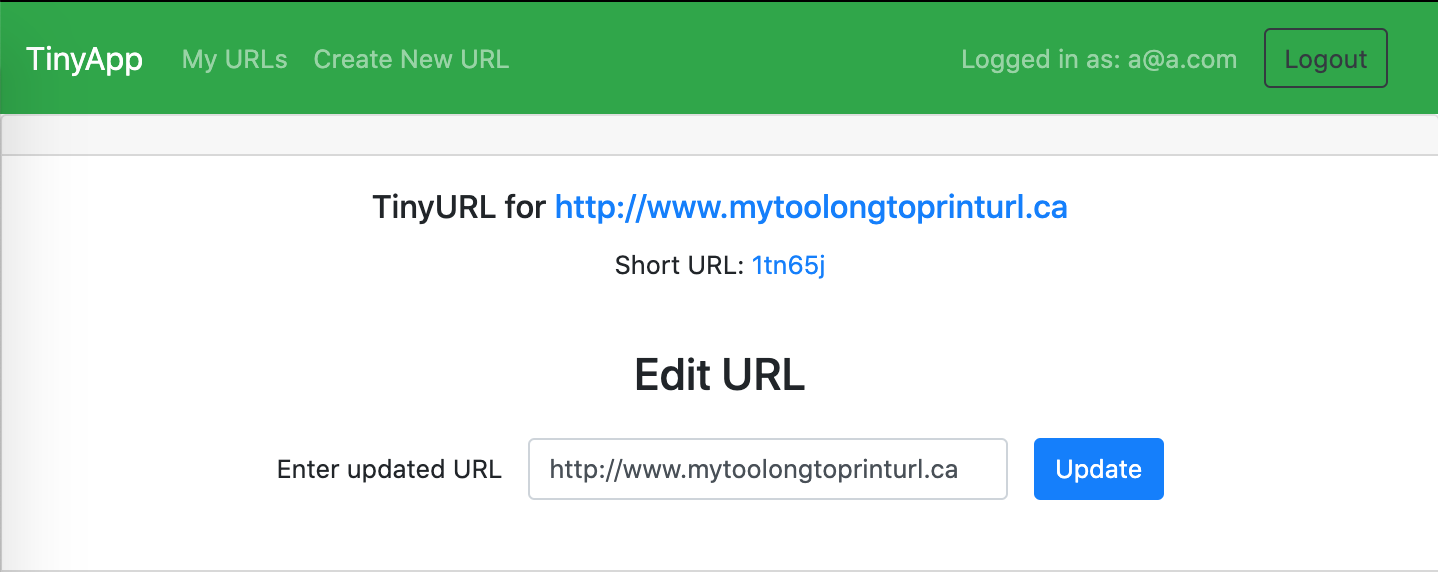 TinyApp My URLs Create New URL Logged in as: a@a.com Logout
TinyURL for http://www.mytoolongtoprinturl.ca
Short URL: 1tn65j
Edit URL
Enter updated URL http://www.mytoolongtoprinturl.ca Update